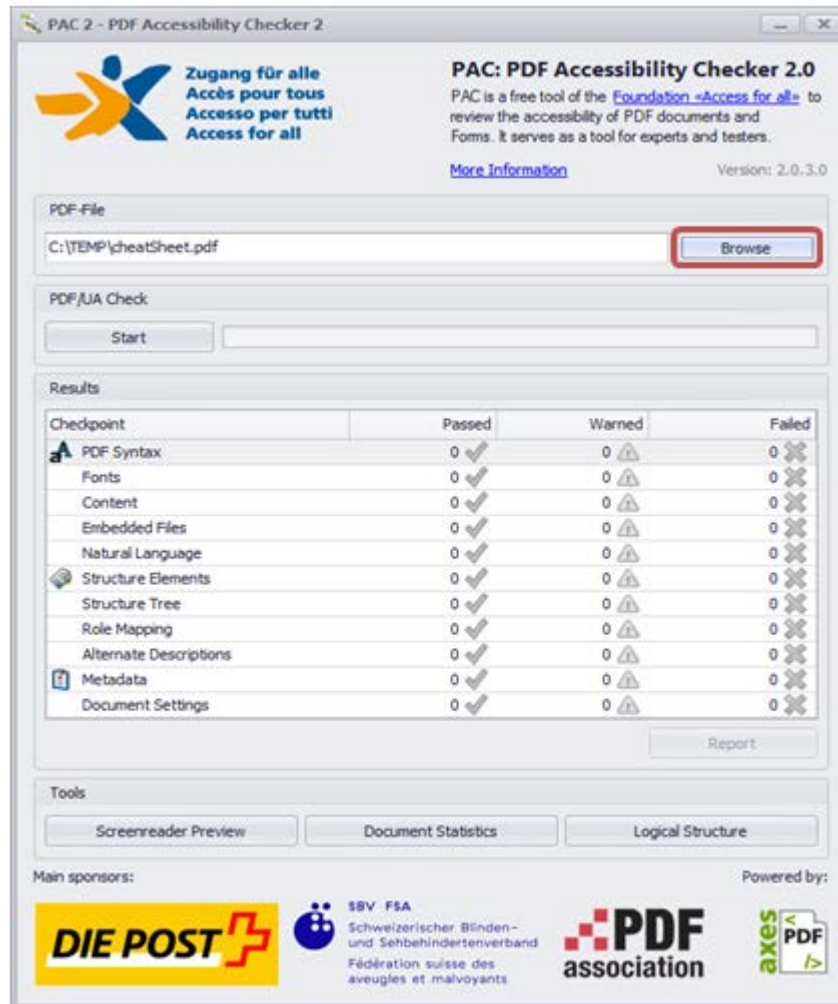 PAC 2 - PDF Accessibility Checker 2
Zugang für alle
Accès pour tous
Accesso per tutti
Access for all
PAC: PDF Accessibility Checker 2.0
PAC is a free tool of the Foundation «Access for all» to
review the accessibility of PDF documents and
Forms. It serves as a tool for experts and testers.
More Information
Version: 2.0.3.0
PDF-File
C:\TEMP\cheatSheet.pdf
Browse
PDF/UA Check
Start
Results
Checkpoint Passed Warned Failed
PDF Syntax 0 0 0
Fonts 0 0 0
Content 0 0 0
Embedded Files 0 0 0
Natural Language 0 0 0
Structure Elements 0 0 0
Structure Tree 0 0 0
Role Mapping 0 0 0
Alternate Descriptions 0 0 0
Metadata 0 0 0
Document Settings 0 0 0
Report
Tools
Screenreader Preview Document Statistics Logical Structure
Main sponsors:
Powered by:
DIE POST
SBV FSA
Schweizerischer Blinden-
und Sehbehindertenverband
Fédération suisse des
aveugles et malvoyants
PDF
association
axes
< PDF />